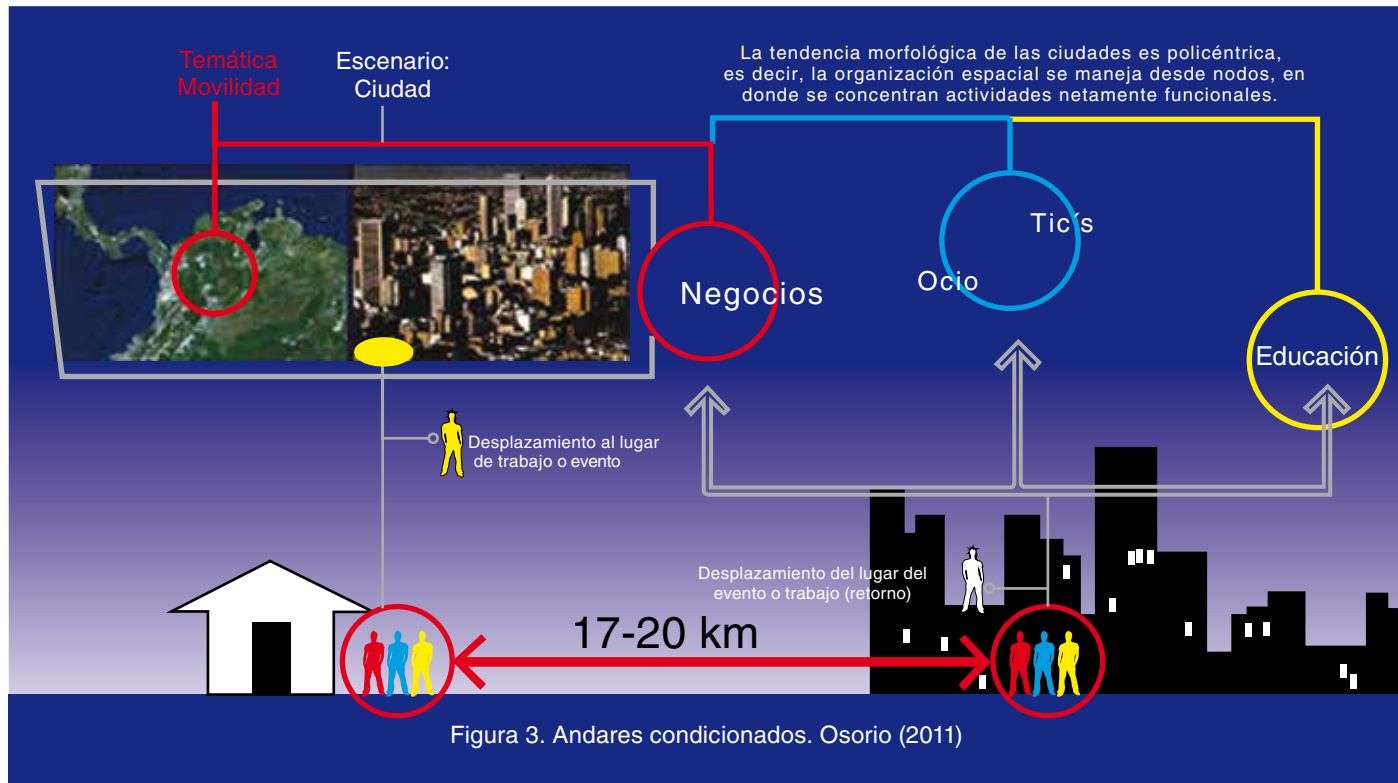 Temática
Movilidad
Escenario:
Ciudad
La tendencia morfológica de las ciudades es policéntrica,
es decir, la organización espacial se maneja desde nodos, en
donde se concentran actividades netamente funcionales.
Negocios
Tic´s
Ocio
Educación
Desplazamiento al lugar
de trabajo o evento
Desplazamiento del lugar del
evento o trabajo (retorno)
17-20 km
Figura 3. Andares condicionados. Osorio (2011)